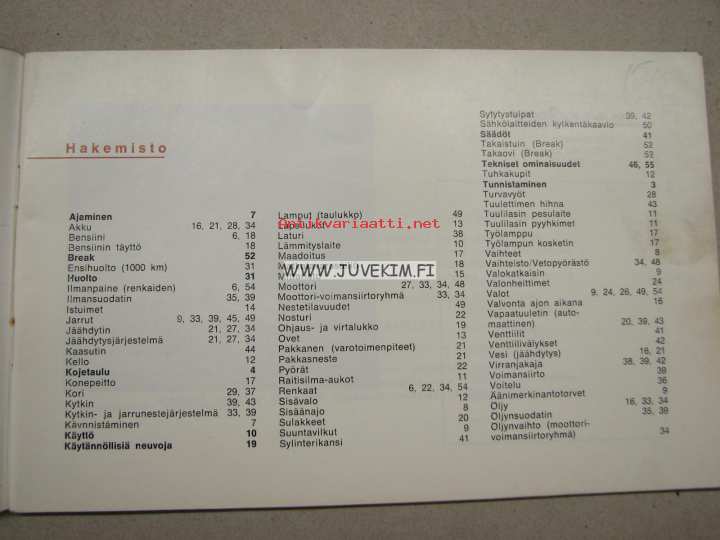 Hakemisto
Ajeminen 7
Akku 16, 21, 28, 34
Bensiini 6, 18
Bensiinin täyttö 18
Break 52
Ensihuolto (1000 km) 31
Huolto 31
Ilmanpaine (renkaiden) 6, 54
Ilmansuodatin 35, 39
Istuimet 14
Jarrut 9, 33, 39, 45, 49
Jäähdytin 21, 27, 34
Jäähdytysjärjestelmä 21, 27, 34
Kaasutin 44
Kello 12
Kojetaulu 4
Konepeitto 17
Kori 29, 37
Kytkin 39, 43
Kytkin- ja jarrunestejärjestelmä 33, 39
Käynnistäminen 7
Käyttö 10
Käytännöllisiä neuvoja 19
Lamput (taulukko) 49
13
Laturi 38
Lämmityslaite 10
Maadoitus
18
15
Moottori 27, 33, 34, 48
Moottori-voimansiirtoryhmä 33, 34
Nestetilavuudet 49
Nosturi 22
Ohjaus- ja virtalukko 19
Ovet 13
Pakkanen (varotoimenpiteet) 21
Pakkasneste 21
Pyörät 22
Raitisilma-aukot 11
Renkaat 6, 22, 34, 54
Sisävalo 12
Sisäänajo 8
Sulakkeet 20
Suuntavilkut 9
Sylinterikansi 41
Sytytystulpat 39, 42
Sähkölaitteiden kytkentäkaavio 50
Säädöt 41
Takaistuin (Break) 52
Takaovi (Break) 52
Tekniset ominaisuudet 46, 55
Tuhkakupit 12
Tunnistaminen 3
Turvavyöt 28
Tuulettimen hihna 43
Tuulilasin pesulaite 11
Tuulilasin pyyhkimet 11
Työlamppu 17
Työlampun kosketin 17
Vaihteet 8
Vaihteisto/Vetopyörästö 34, 48
Valokatkaisin 9
Valonheittimet 24
Valot 9, 24, 26, 49, 54
Valvonta ajon aikana 16
Vapaatuuletin (auto-
maattinen) 20, 39, 43
Venttiilit 41
Venttiilivälykset 42
Vesi (jäähdytys) 16, 21
Virranjakaja 38, 39, 42
Voimansiirto 39
Voitelu 36
Äänimerkinantotorvet 9
Öljy 16, 33, 34
Öljynsuodatin 35, 39
Öljynvaihto (moottori-
voimansiirtoryhmä) 34
Antikvariaatti.net
WWW.JUVEKIM.FI